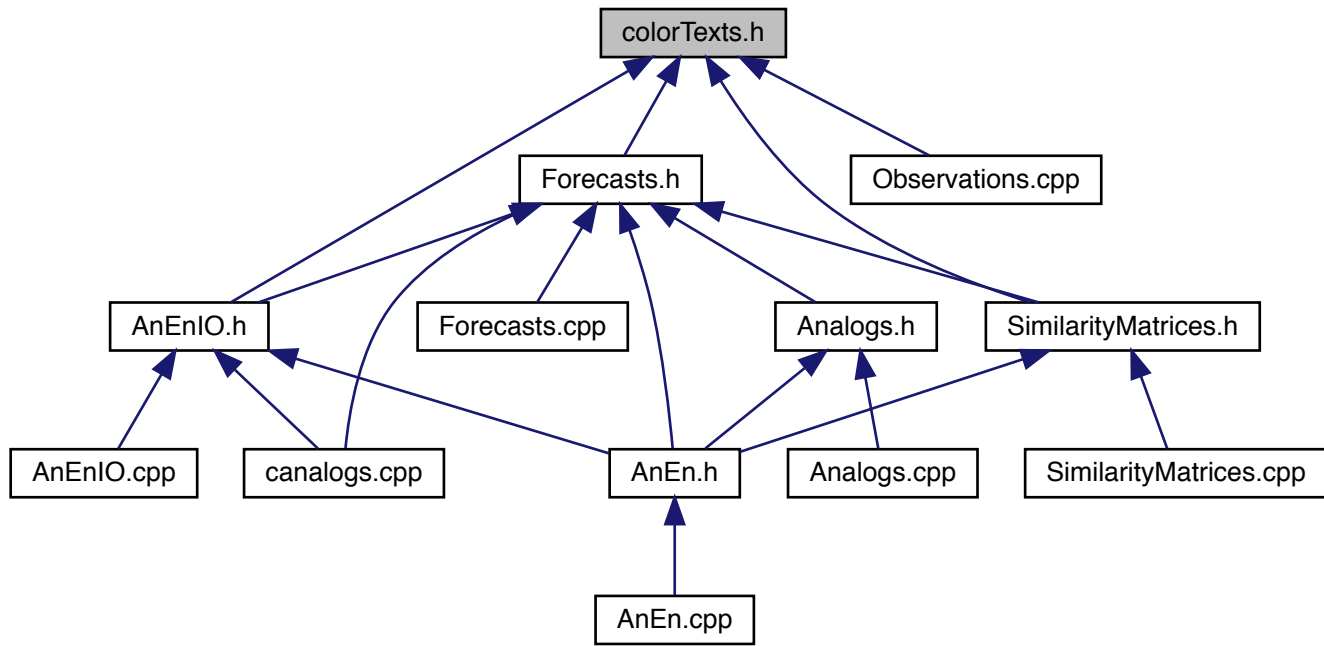 colorTexts.h
Forecasts.h
Observations.cpp
AnEnIO.h
Forecasts.cpp
Analogs.h
SimilarityMatrices.h
AnEnIO.cpp
canalogs.cpp
AnEn.h
Analogs.cpp
SimilarityMatrices.cpp
AnEn.cpp